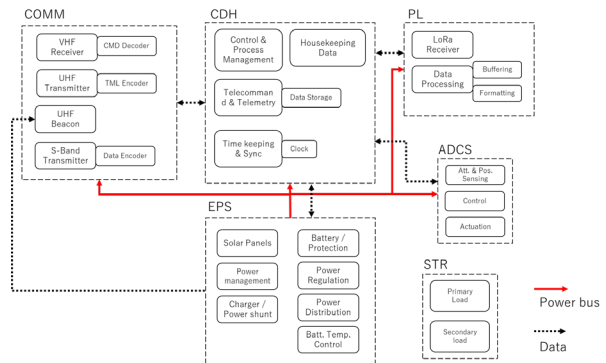 COMM
VHF
Receiver
CMD Decoder
UHF
Transmitter
TML Encoder
UHF
Beacon
S-Band
Transmitter
Data Encoder
CDH
Control &
Process
Management
Housekeeping
Data
Telecomman
d & Telemetry
Data Storage
Time keeping
& Sync
Clock
PL
LoRa
Receiver
Data
Processing
Buffering
Formatting
ADCS
Att. & Pos.
Sensing
Control
Actuation
EPS
Solar Panels
Battery /
Protection
Power
management
Power
Regulation
Charger /
Power shunt
Power
Distribution
Batt. Temp.
Control
STR
Primary
Load
Secondary
load
Power bus
Data